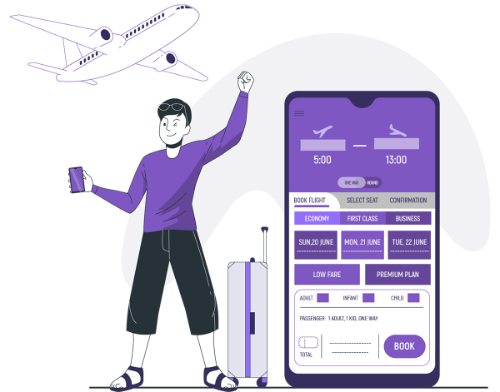 5:00 13:00
ONE WAY ROUND
BOOK FLIGHT SELECT SEAT CONFIRMATION
ECONOMY FIRST CLASS BUSINESS
SUN,20 JUNE MON, 21 JUNE TUE, 22 JUNE
LOW FARE PREMIUM PLAN
ADULT INFANT CHILD
PASSENGER: 1 ADULT, 1 KID, ONE WAY
TOTAL BOOK